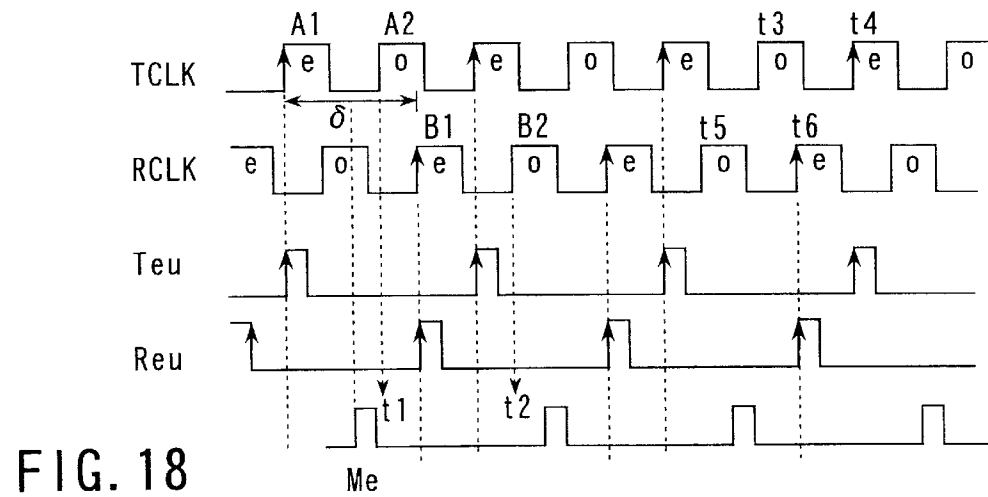 A1 A2 t3 t4
TCLK e o e o e o e o
δ
B1 B2 t5 t6
RCLK e o e o e o e o
Teu
Reu
t1 t2
Me
FIG. 18